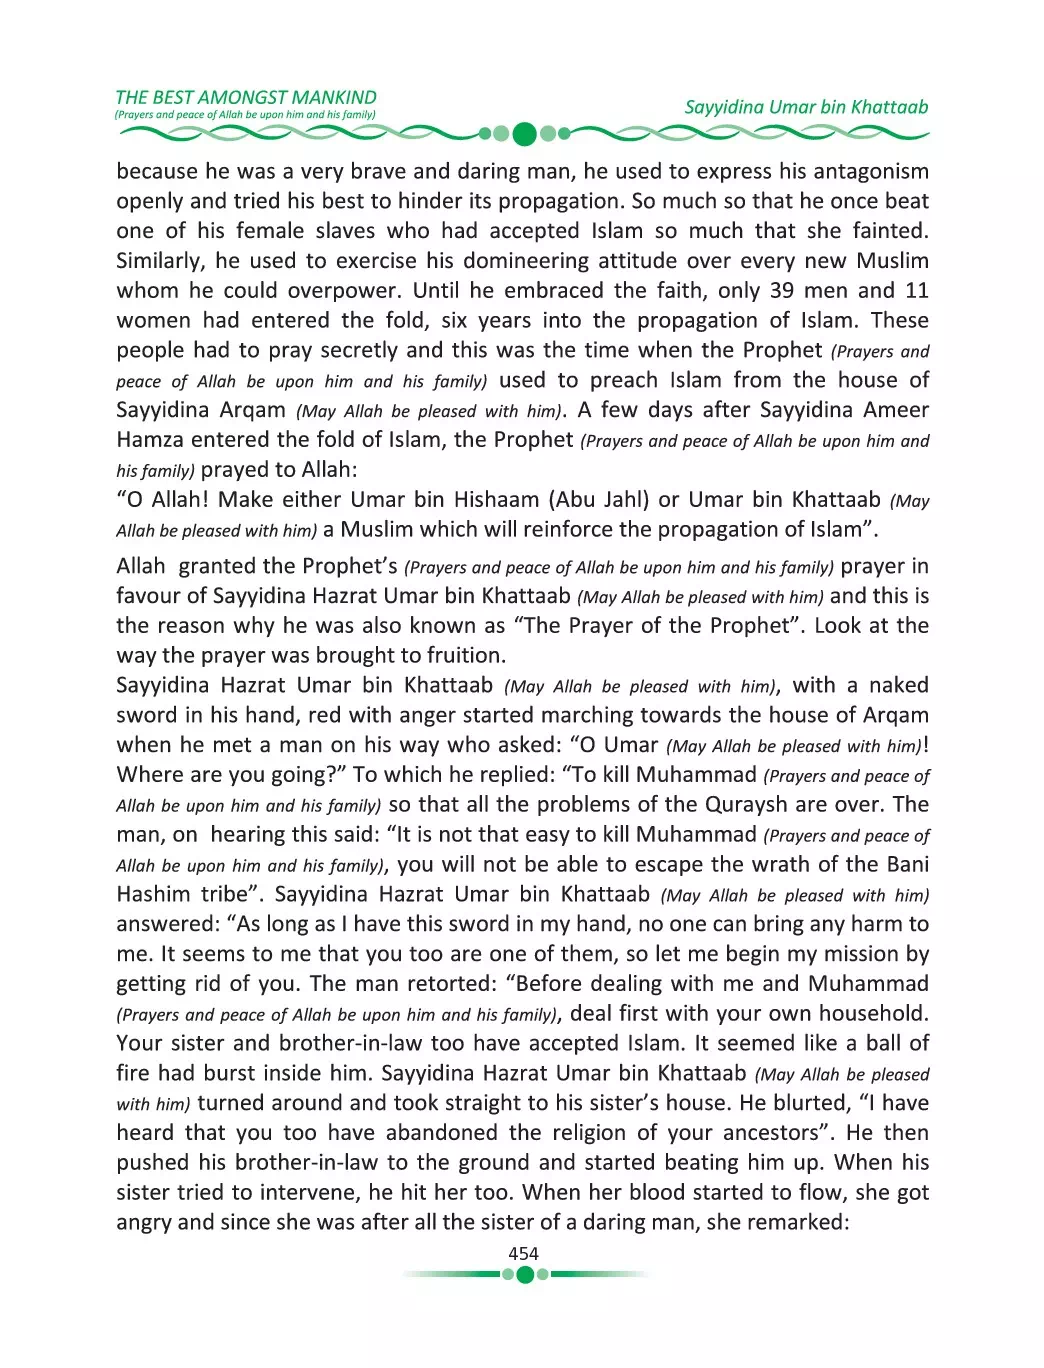 THE BEST AMONGST MANKIND
(Prayers and peace of Allah be upon him and his family)
Sayyidina Umar bin Khattaab
because he was a very brave and daring man, he used to express his antagonism
openly and tried his best to hinder its propagation. So much so that he once beat
one of his female slaves who had accepted Islam so much that she fainted.
Similarly, he used to exercise his domineering attitude over every new Muslim
whom he could overpower. Until he embraced the faith, only 39 men and 11
women had entered the fold, six years into the propagation of Islam. These
people had to pray secretly and this was the time when the Prophet (Prayers and
peace of Allah be upon him and his family) used to preach Islam from the house of
Sayyidina Arqam (May Allah be pleased with him). A few days after Sayyidina Ameer
Hamza entered the fold of Islam, the Prophet (Prayers and peace of Allah be upon him and
his family) prayed to Allah:
“O Allah! Make either Umar bin Hishaam (Abu Jahl) or Umar bin Khattaab (May
Allah be pleased with him) a Muslim which will reinforce the propagation of Islam”.
Allah  granted the Prophet’s (Prayers and peace of Allah be upon him and his family) prayer in
favour of Sayyidina Hazrat Umar bin Khattaab (May Allah be pleased with him) and this is
the reason why he was also known as “The Prayer of the Prophet”. Look at the
way the prayer was brought to fruition.
Sayyidina Hazrat Umar bin Khattaab (May Allah be pleased with him), with a naked
sword in his hand, red with anger started marching towards the house of Arqam
when he met a man on his way who asked: “O Umar (May Allah be pleased with him)!
Where are you going?” To which he replied: “To kill Muhammad (Prayers and peace of
Allah be upon him and his family) so that all the problems of the Quraysh are over. The
man, on  hearing this said: “It is not that easy to kill Muhammad (Prayers and peace of
Allah be upon him and his family), you will not be able to escape the wrath of the Bani
Hashim tribe”. Sayyidina Hazrat Umar bin Khattaab (May Allah be pleased with him)
answered: “As long as I have this sword in my hand, no one can bring any harm to
me. It seems to me that you too are one of them, so let me begin my mission by
getting rid of you. The man retorted: “Before dealing with me and Muhammad
(Prayers and peace of Allah be upon him and his family), deal first with your own household.
Your sister and brother-in-law too have accepted Islam. It seemed like a ball of
fire had burst inside him. Sayyidina Hazrat Umar bin Khattaab (May Allah be pleased
with him) turned around and took straight to his sister’s house. He blurted, “I have
heard that you too have abandoned the religion of your ancestors”. He then
pushed his brother-in-law to the ground and started beating him up. When his
sister tried to intervene, he hit her too. When her blood started to flow, she got
angry and since she was after all the sister of a daring man, she remarked:
454